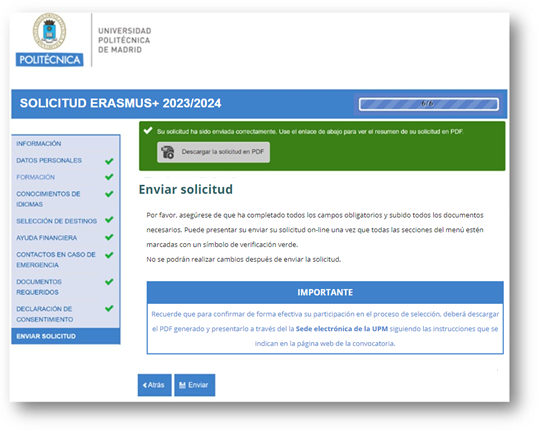 UNIVERSIDAD
POLITÉCNICA
DE MADRID
POLITÉCNICA
SOLICITUD ERASMUS+ 2023/2024
6/6
INFORMACIÓN
DATOS PERSONALES
FORMACIÓN
CONOCIMIENTOS DE
IDIOMAS
SELECCIÓN DE DESTINOS
AYUDA FINANCIERA
CONTACTOS EN CASO DE
EMERGENCIA
DOCUMENTOS
REQUERIDOS
DECLARACIÓN DE
CONSENTIMIENTO
ENVIAR SOLICITUD
Su solicitud ha sido enviada correctamente. Use el enlace de abajo para ver el resumen de su solicitud en PDF.
Descargar la solicitud en PDF
Enviar solicitud
Por favor, asegúrese de que ha completado todos los campos obligatorios y subido todos los documentos
necesarios. Puede presentar su enviar su solicitud on-line una vez que todas las secciones del menú estén
marcadas con un símbolo de verificación verde.
No se podrán realizar cambios después de enviar la solicitud.
IMPORTANTE
Recuerde que para confirmar de forma efectiva su participación en el proceso de selección, deberá descargar
el PDF generado y presentarlo a través del la Sede electrónica de la UPM siguiendo las instrucciones que se
indican en la página web de la convocatoria.
Atrás
Enviar